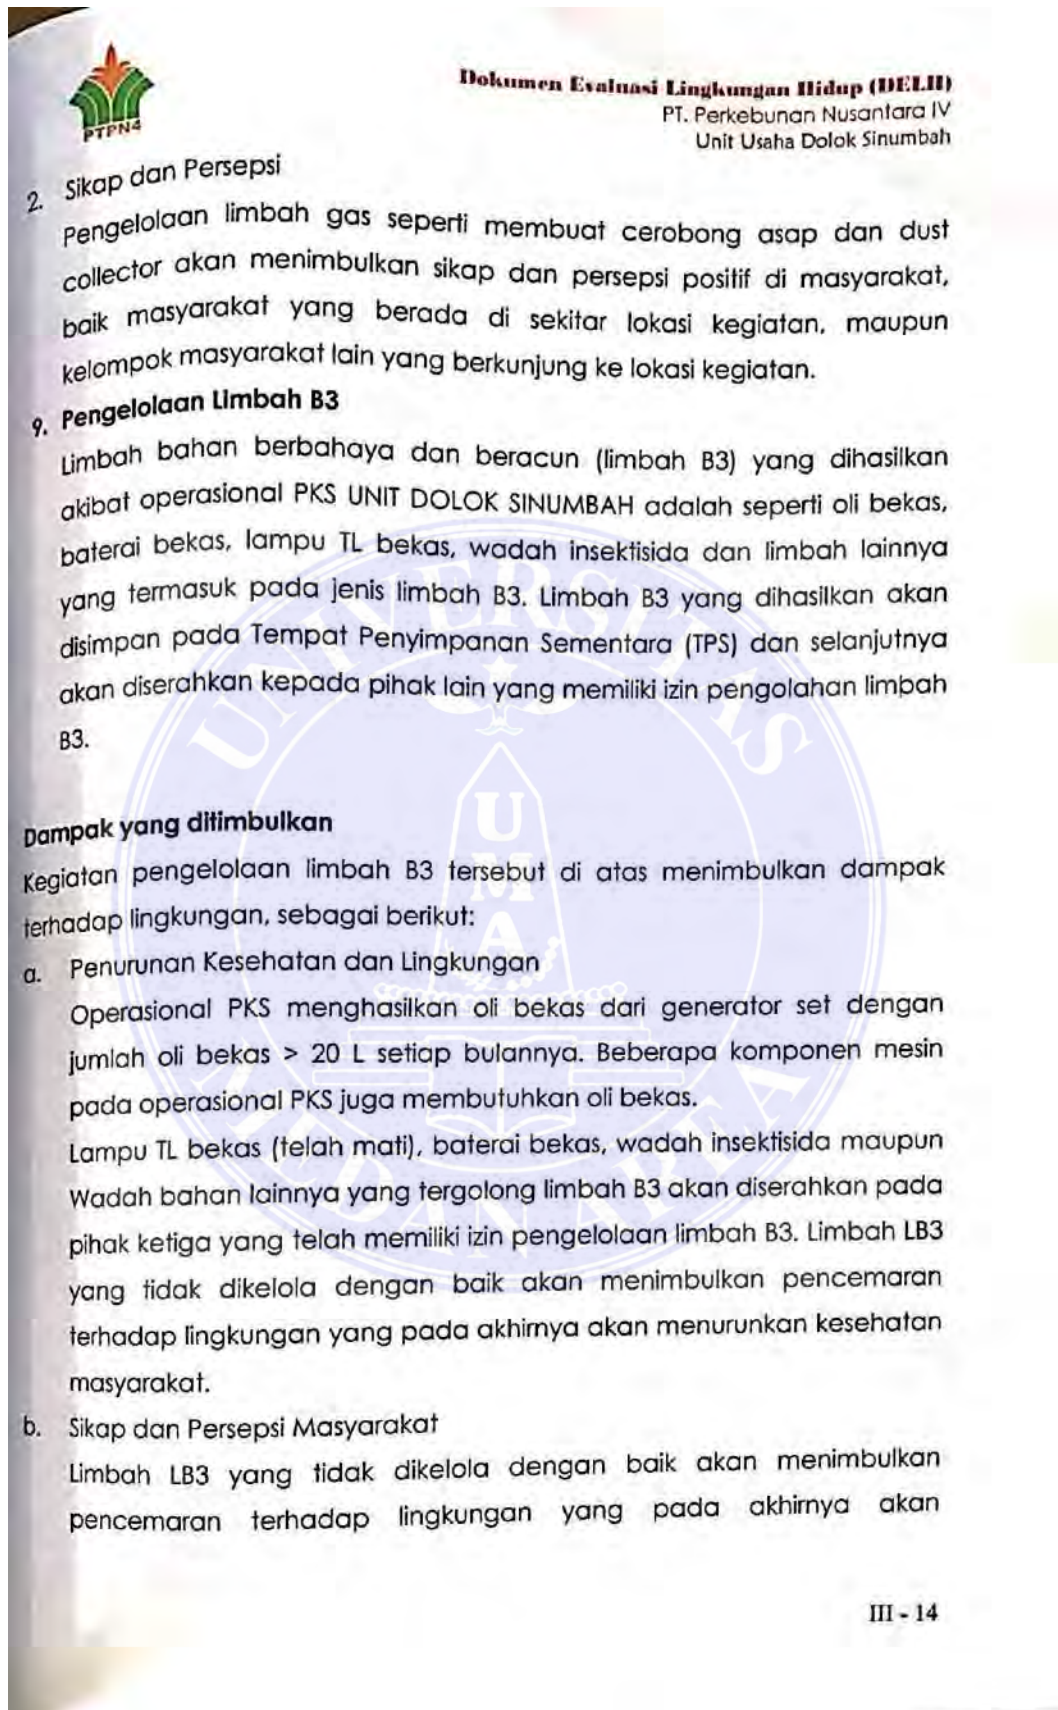 PTPN4
Dokumen Evaluasi Lingkungan Hidup (DELH)
PT. Perkebunan Nusantara IV
Unit Usaha Dolok Sinumbah
2. Sikap dan Persepsi
Pengelolaan limbah gas seperti membuat cerobong asap dan dust
collector akan menimbulkan sikap dan persepsi positif di masyarakat,
baik masyarakat yang berada di sekitar lokasi kegiatan, maupun
kelompok masyarakat lain yang berkunjung ke lokasi kegiatan.
9. Pengelolaan Limbah B3
Limbah bahan berbahaya dan beracun (limbah B3) yang dihasilkan
akibat operasional PKS UNIT DOLOK SINUMBAH adalah seperti oli bekas,
baterai bekas, lampu TL bekas, wadah insektisida dan limbah lainnya
yang termasuk pada jenis limbah B3. Limbah B3 yang dihasilkan akan
disimpan pada Tempat Penyimpanan Sementara (TPS) dan selanjutnya
akan diserahkan kepada pihak lain yang memiliki izin pengolahan limbah
B3.
UNIVERSITAS
UMA
MEDAN AREA
Dampak yang ditimbulkan
Kegiatan pengelolaan limbah B3 tersebut di atas menimbulkan dampak
terhadap lingkungan, sebagai berikut:
a. Penurunan Kesehatan dan Lingkungan
Operasional PKS menghasilkan oli bekas dari generator set dengan
jumlah oli bekas > 20 L setiap bulannya. Beberapa komponen mesin
pada operasional PKS juga membutuhkan oli bekas.
Lampu TL bekas (telah mati), baterai bekas, wadah insektisida maupun
Wadah bahan lainnya yang tergolong limbah B3 akan diserahkan pada
pihak ketiga yang telah memiliki izin pengelolaan limbah B3. Limbah LB3
yang tidak dikelola dengan baik akan menimbulkan pencemaran
terhadap lingkungan yang pada akhirnya akan menurunkan kesehatan
masyarakat.
b. Sikap dan Persepsi Masyarakat
Limbah LB3 yang tidak dikelola dengan baik akan menimbulkan
pencemaran terhadap lingkungan yang pada akhirnya akan
III - 14